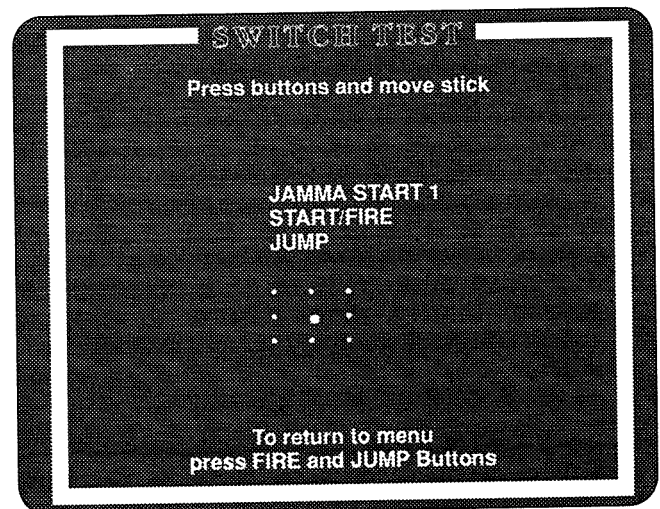 SWITCH TEST
Press buttons and move stick
JAMMA START 1
START/FIRE
JUMP
To return to menu
press FIRE and JUMP Buttons